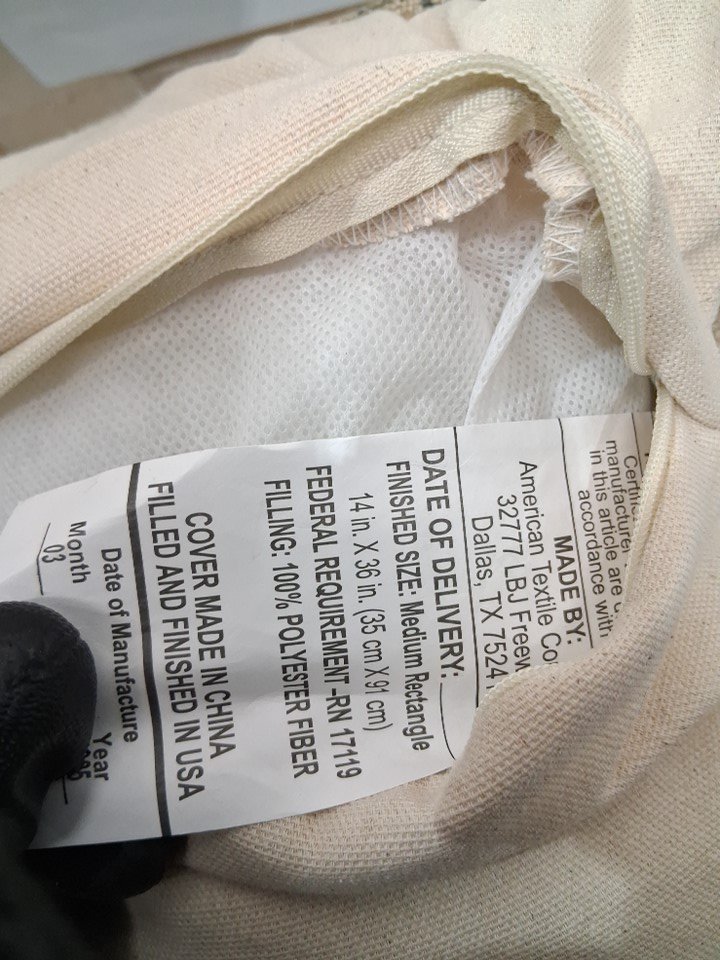 manufacturer
in this article are
accordance with
MADE BY:
American Textile Co
32777 LBJ Freew
Dallas, TX 7524
DATE OF DELIVERY:
FINISHED SIZE: Medium Rectangle
14 in. X 36 in. (35 cm X 91 cm)
FEDERAL REQUIREMENT -RN 17119
FILLING: 100% POLYESTER FIBER
COVER MADE IN CHINA
FILLED AND FINISHED IN USA
Date of Manufacture
Month Year
03